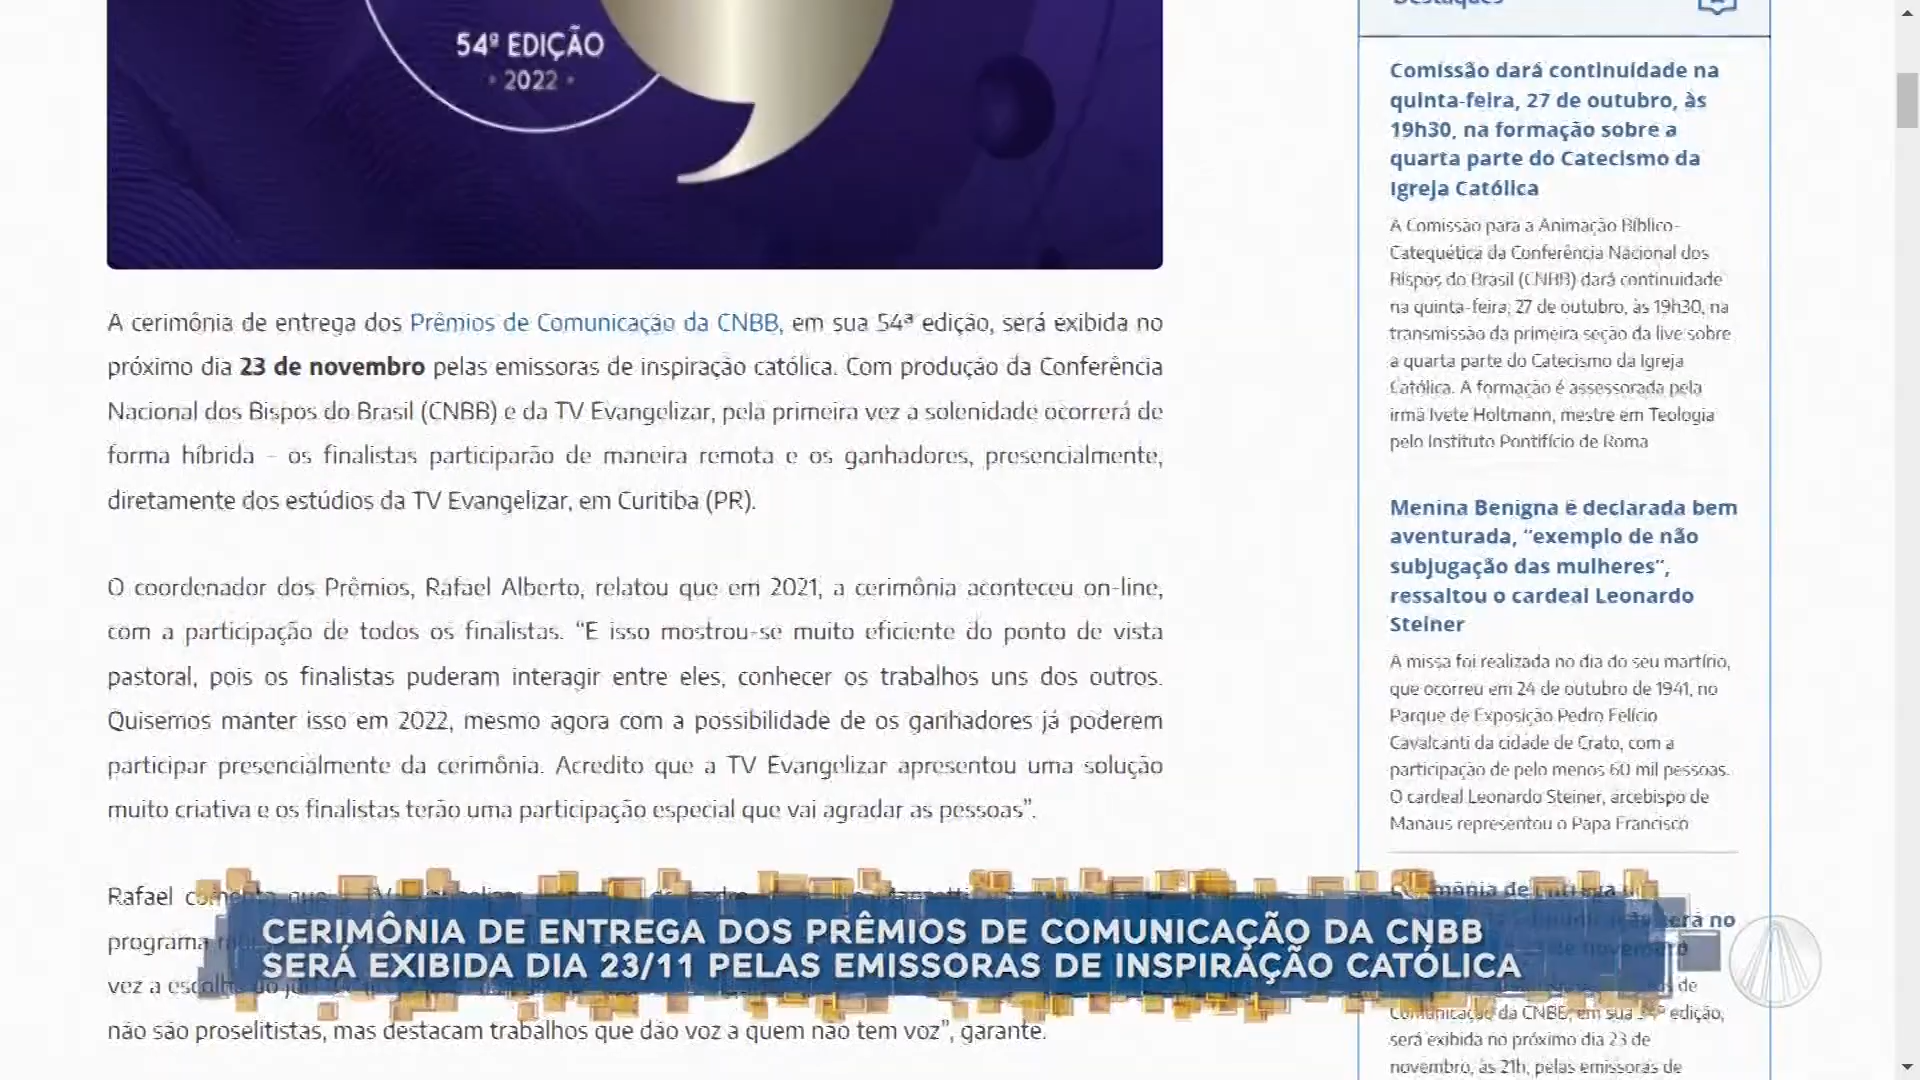 54ª EDIÇÃO
2022
A cerimônia de entrega dos Prêmios de Comunicação da CNBB, em sua 54ª edição, será exibida no
próximo dia 23 de novembro pelas emissoras de inspiração católica. Com produção da Conferência
Nacional dos Bispos do Brasil (CNBB) e da TV Evangelizar, pela primeira vez a solenidade ocorrerá de
forma híbrida – os finalistas participarão de maneira remota e os ganhadores, presencialmente,
diretamente dos estúdios da TV Evangelizar, em Curitiba (PR).
O coordenador dos Prêmios, Rafael Alberto, relatou que em 2021, a cerimônia aconteceu on-line,
com a participação de todos os finalistas. “E isso mostrou-se muito eficiente do ponto de vista
pastoral, pois os finalistas puderam interagir entre eles, conhecer os trabalhos uns dos outros.
Quisemos manter isso em 2022, mesmo agora com a possibilidade de os ganhadores já poderem
participar presencialmente da cerimônia. Acredito que a TV Evangelizar apresentou uma solução
muito criativa e os finalistas terão uma participação especial que vai agradar as pessoas”.
Rafael
programa
vez a
não são proselitistas, mas destacam trabalhos que dão voz a quem não tem voz”, garante.
CERIMÔNIA DE ENTREGA DOS PRÊMIOS DE COMUNICAÇÃO DA CNBB
SERÁ EXIBIDA DIA 23/11 PELAS EMISSORAS DE INSPIRAÇÃO CATÓLICA
Destaques
Comissão dará continuidade na
quinta-feira, 27 de outubro, às
19h30, na formação sobre a
quarta parte do Catecismo da
Igreja Católica
A Comissão para a Animação Bíblico-
Catequética da Conferência Nacional dos
Bispos do Brasil (CNBB) dará continuidade
na quinta-feira, 27 de outubro, às 19h30, na
transmissão da primeira seção da live sobre
a quarta parte do Catecismo da Igreja
Católica. A formação é assessorada pela
irmã Ivete Holtmann, mestre em Teologia
pelo Instituto Pontifício de Roma
Menina Benigna é declarada bem
aventurada, “exemplo de não
subjugação das mulheres”,
ressaltou o cardeal Leonardo
Steiner
A missa foi realizada no dia do seu martírio,
que ocorreu em 24 de outubro de 1941, no
Parque de Exposição Pedro Felício
Cavalcanti da cidade de Crato, com a
participação de pelo menos 60 mil pessoas.
O cardeal Leonardo Steiner, arcebispo de
Manaus representou o Papa Francisco
de
será no
de novembro
de
Comunicação da CNBB, em sua 54ª edição,
será exibida no próximo dia 23 de
novembro, às 21h, pelas emissoras de